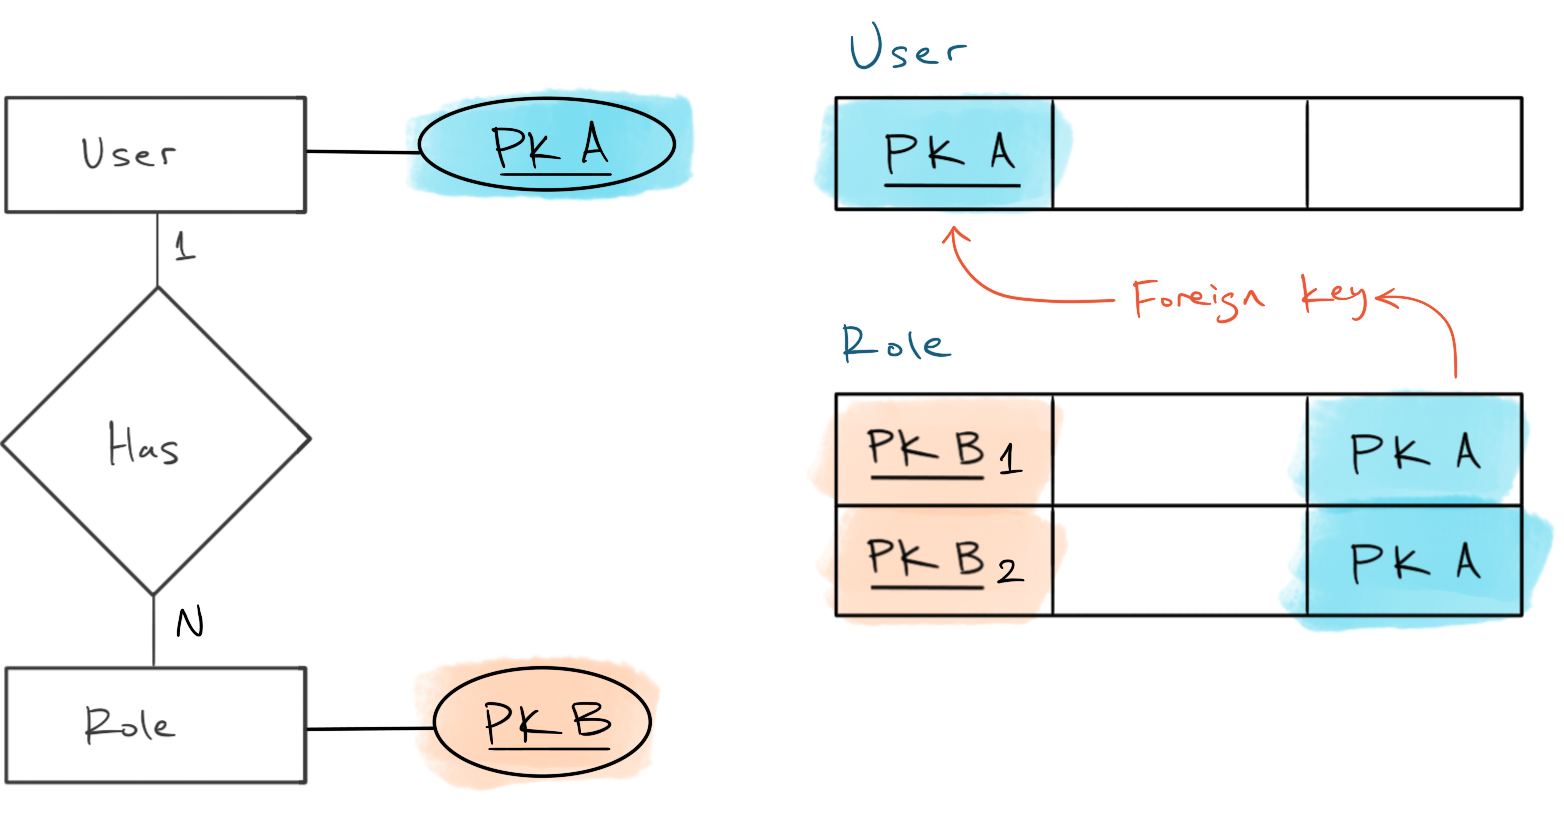 User
PK A
1
Has
N
Role
PK B
User
PK A
Foreign key
Role
PK B 1
PK A
PK B 2
PK A